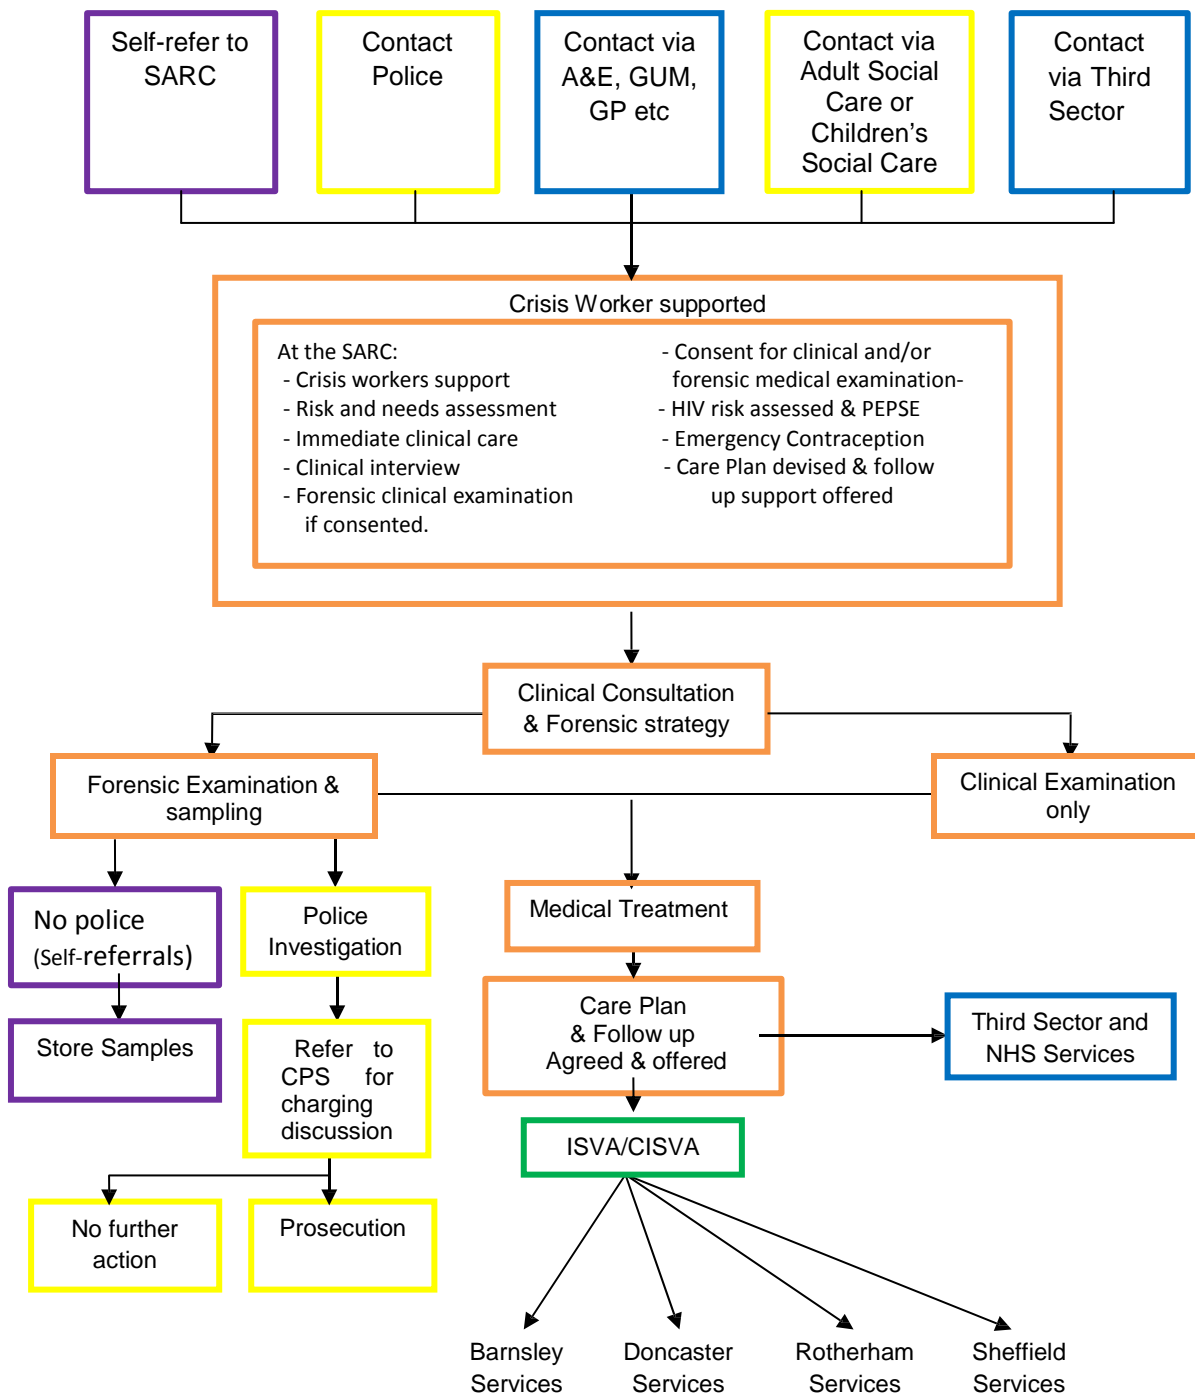 Self-refer to
SARC
Contact
Police
Contact via
A&E, GUM,
GP etc
Contact via
Adult Social
Care or
Children’s
Social Care
Contact
via Third
Sector
Crisis Worker supported
At the SARC:
- Crisis workers support
- Risk and needs assessment
- Immediate clinical care
- Clinical interview
- Forensic clinical examination
if consented.
- Consent for clinical and/or
forensic medical examination-
- HIV risk assessed & PEPSE
- Emergency Contraception
- Care Plan devised & follow
up support offered
Clinical Consultation
& Forensic strategy
Forensic Examination &
sampling
Clinical Examination
only
No police
(Self-referrals)
Police
Investigation
Medical Treatment
Store Samples
Refer to
CPS for
charging
discussion
Care Plan
& Follow up
Agreed & offered
Third Sector and
NHS Services
ISVA/CISVA
No further
action
Prosecution
Barnsley
Services
Doncaster
Services
Rotherham
Services
Sheffield
Services